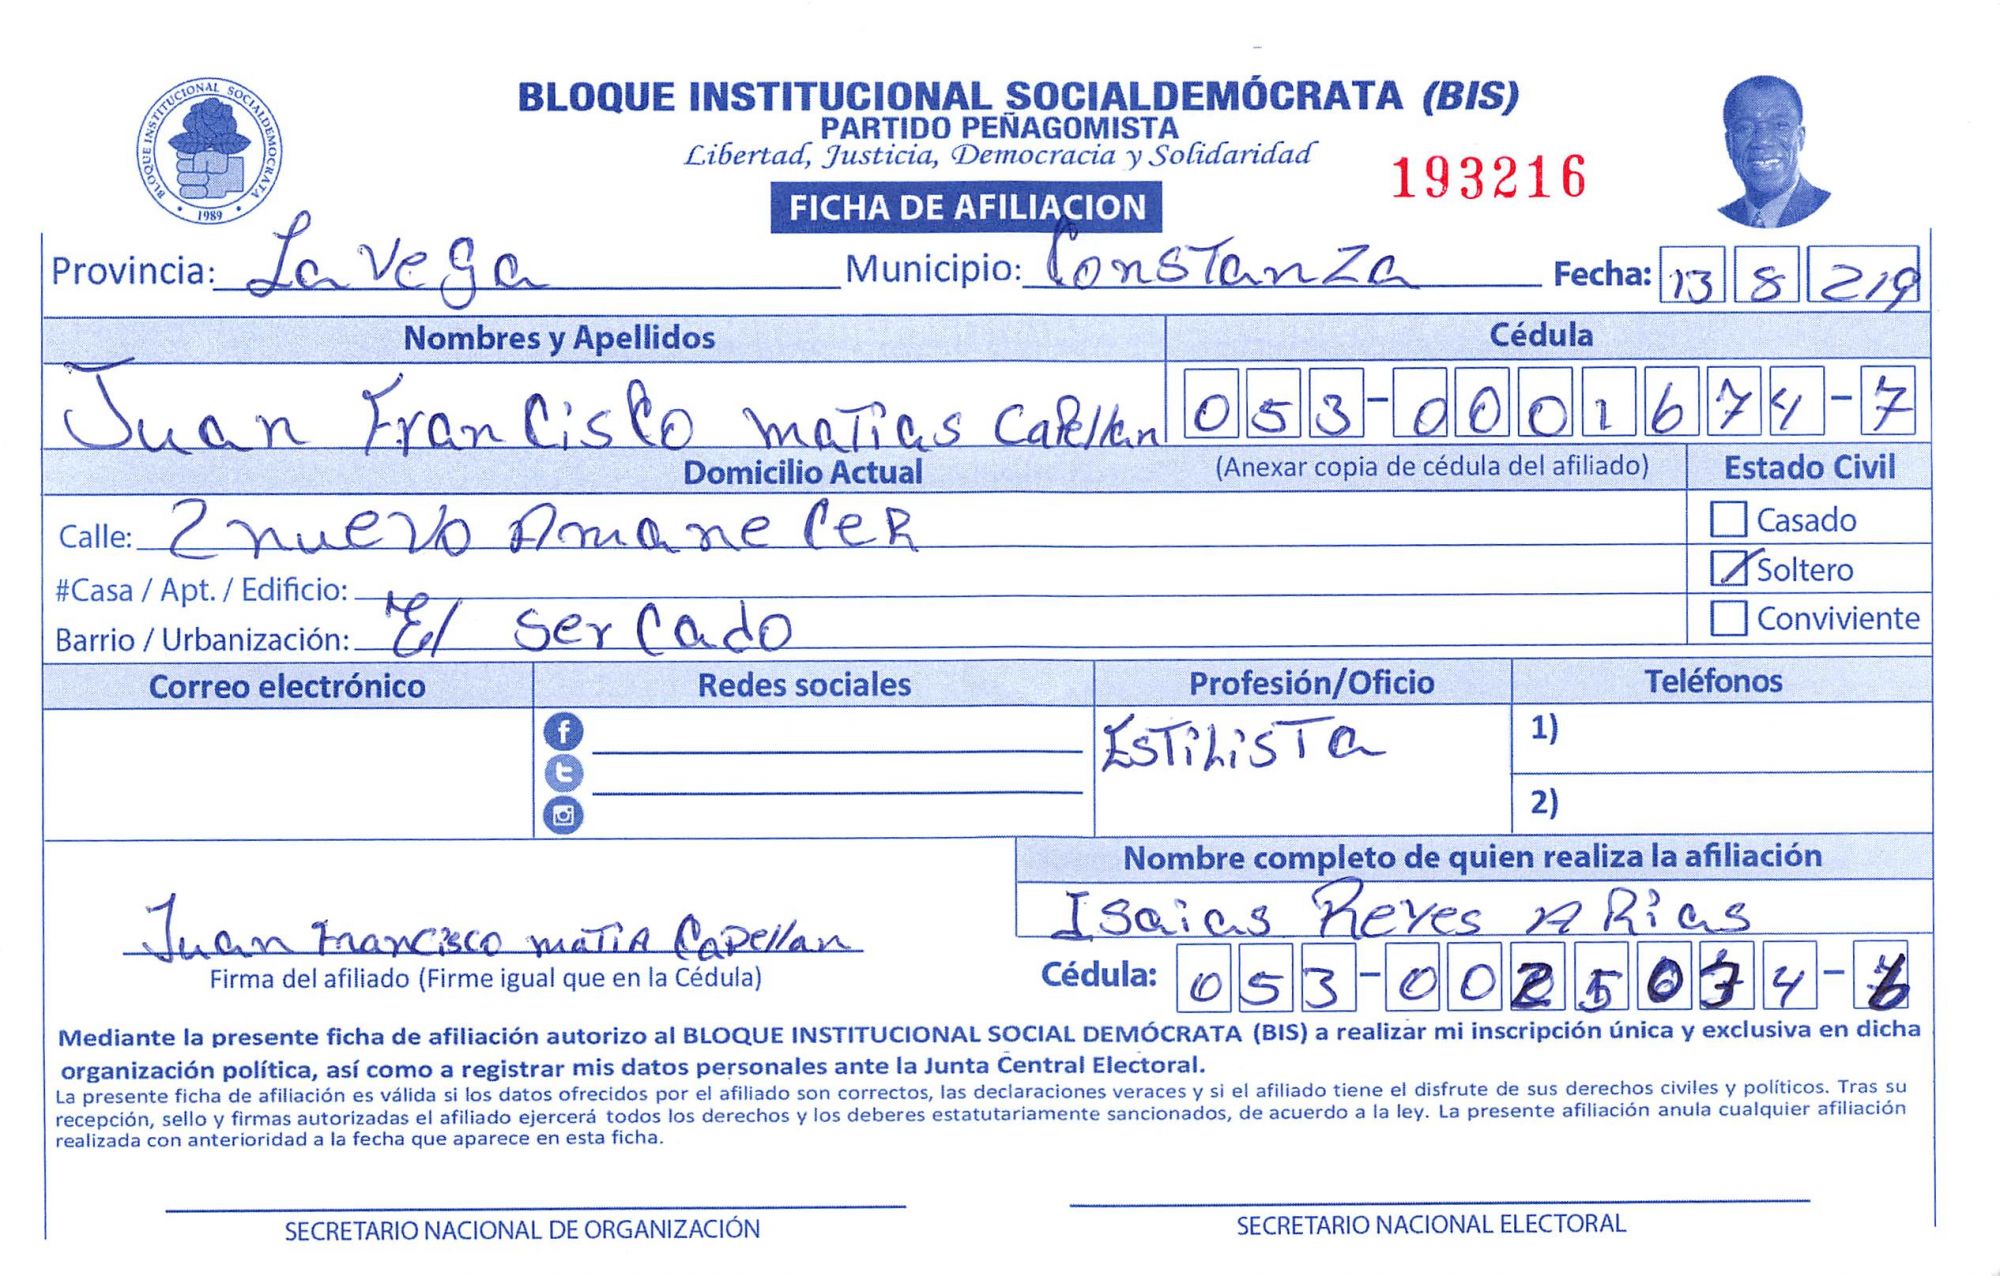 BLOQUE INSTITUCIONAL SOCIALDEMÓCRATA (BIS)
BLOQUE INSTITUCIONAL SOCIALDEMOCRATA
1989
PARTIDO PEÑAGOMISTA
Libertad, Justicia, Democracia y Solidaridad
193216
FICHA DE AFILIACION
Provincia: La Vega Municipio: Constanza Fecha: 13 8 219
Nombres y Apellidos Cédula
Juan Francisco matias Capellan 053-0001674-7
Domicilio Actual (Anexar copia de cédula del afiliado) Estado Civil
Calle: 2 nuevo Amanecer
Casado
Soltero
#Casa / Apt. / Edificio:
Barrio / Urbanización: El sercado
Conviviente
Correo electrónico Redes sociales Profesión/Oficio Teléfonos
Estilista
1)
2)
Nombre completo de quien realiza la afiliación
Isaias Reyes Arias
Juan Francisco matia Capellan
Firma del afiliado (Firme igual que en la Cédula)
Cédula: 053-002504-
Mediante la presente ficha de afiliación autorizo al BLOQUE INSTITUCIONAL SOCIAL DEMÓCRATA (BIS) a realizar mi inscripción única y exclusiva en dicha
organización política, así como a registrar mis datos personales ante la Junta Central Electoral.
La presente ficha de afiliación es válida si los datos ofrecidos por el afiliado son correctos, las declaraciones veraces y si el afiliado tiene el disfrute de sus derechos civiles y políticos. Tras su
recepción, sello y firmas autorizadas el afiliado ejercerá todos los derechos y los deberes estatutariamente sancionados, de acuerdo a la ley. La presente afiliación anula cualquier afiliación
realizada con anterioridad a la fecha que aparece en esta ficha.
SECRETARIO NACIONAL DE ORGANIZACIÓN
SECRETARIO NACIONAL ELECTORAL